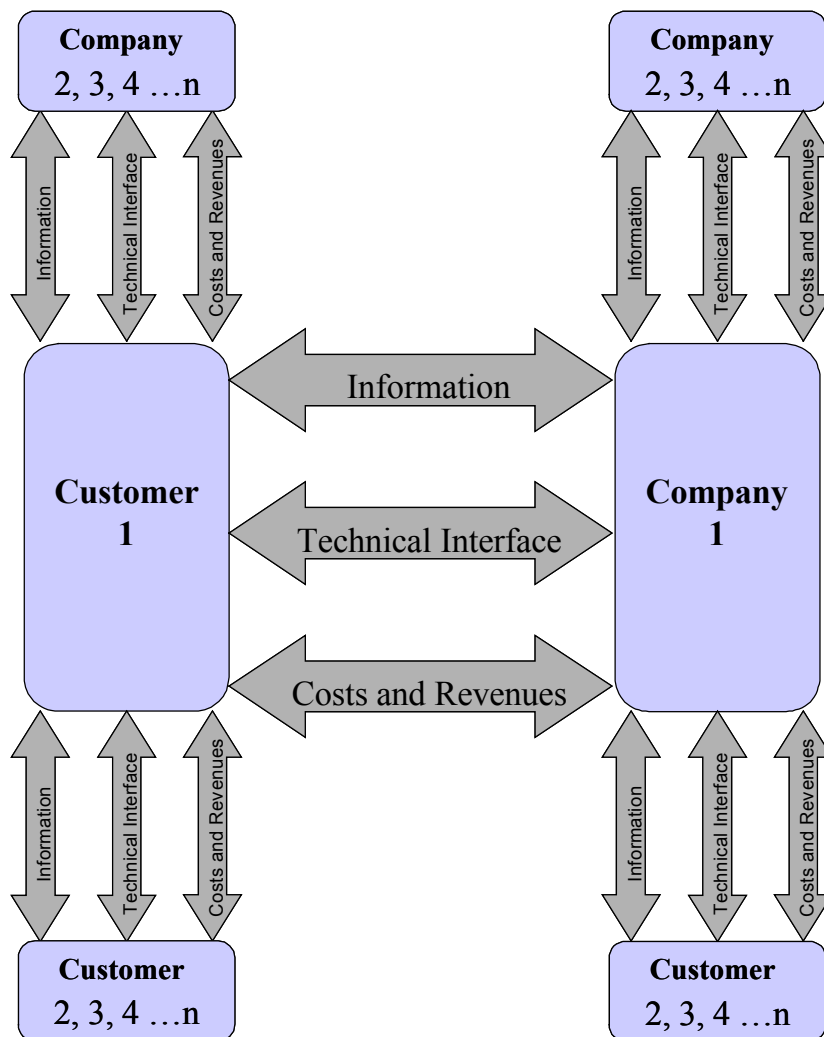 Company
2, 3, 4 …n
Company
2, 3, 4 …n
Information
Technical Interface
Costs and Revenues
Information
Technical Interface
Costs and Revenues
Information
Customer
1
Company
1
Technical Interface
Costs and Revenues
Information
Technical Interface
Costs and Revenues
Information
Technical Interface
Costs and Revenues
Customer
2, 3, 4 …n
Customer
2, 3, 4 …n